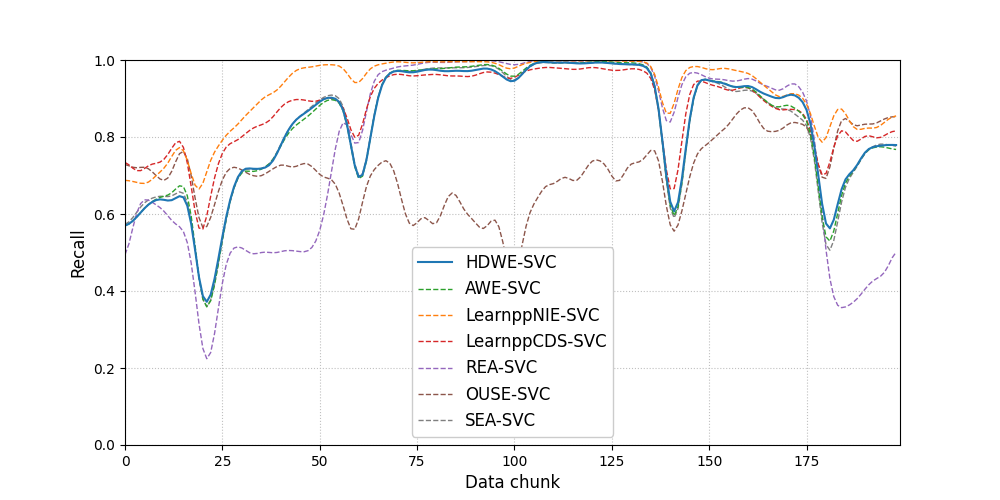 1.0
0.8
0.6
0.4
0.2
0.0
Recall
0
25
50
75
100
125
150
175
Data chunk
HDWE-SVC
AWE-SVC
LearnppNIE-SVC
LearnppCDS-SVC
REA-SVC
OUSE-SVC
SEA-SVC